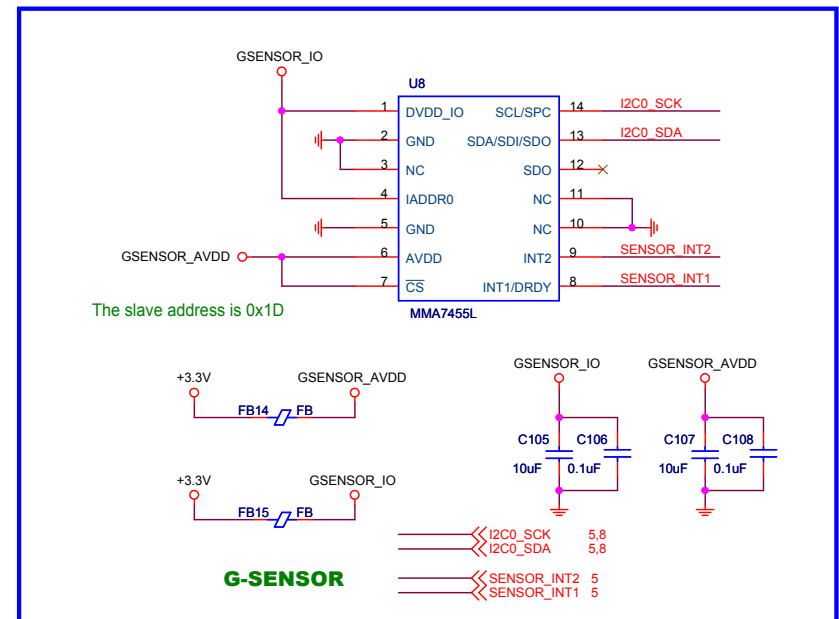 GSENSOR_IO
U8
1 DVDD_IO SCL/SPC 14 I2C0_SCK
2 GND SDA/SDI/SDO 13 I2C0_SDA
3 NC SDO 12
4 IADDR0 NC 11
5 GND NC 10
GSENSOR_AVDD 6 AVDD INT2 9 SENSOR_INT2
7 CS INT1/DRDY 8 SENSOR_INT1
The slave address is 0x1D
MMA7455L
+3.3V GSENSOR_AVDD
FB14 FB
GSENSOR_IO GSENSOR_AVDD
C105 C106 C107 C108
10uF 0.1uF 10uF 0.1uF
+3.3V GSENSOR_IO
FB15 FB
I2C0_SCK 5,8
I2C0_SDA 5,8
G-SENSOR
SENSOR_INT2 5
SENSOR_INT1 5